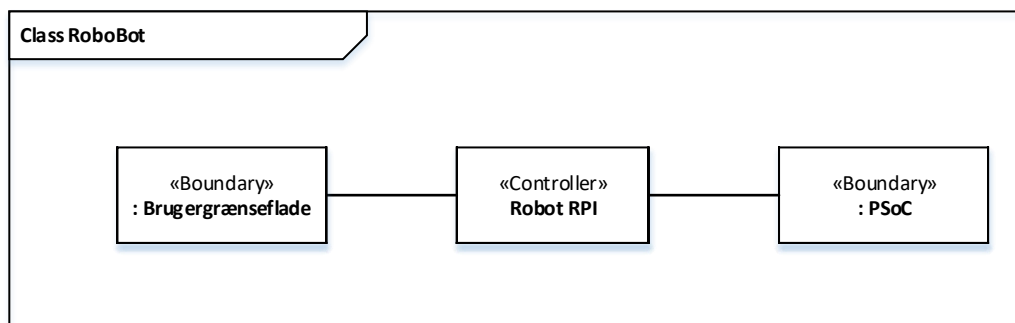 Class RoboBot
«Boundary»
: Brugergrænseflade
«Controller»
Robot RPI
«Boundary»
: PSoC